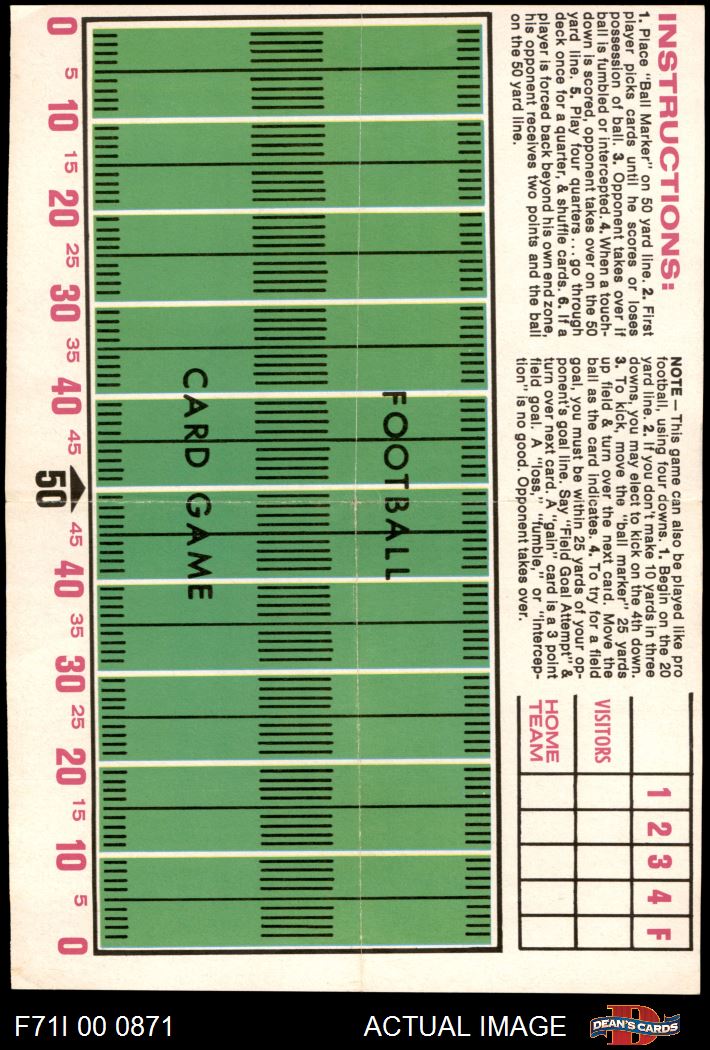 INSTRUCTIONS:
1. Place "Ball Marker" on 50 yard line. 2. First
player picks cards until he scores or loses
possession of ball. 3. Opponent takes over if
ball is fumbled or intercepted. 4. When a touch-
down is scored, opponent takes over on the 50
yard line. 5. Play four quarters...go through
deck once for a quarter, & shuffle cards. 6. If a
player is forced back beyond his own end zone,
his opponent receives two points and the ball
on the 50 yard line.
NOTE — This game can also be played like pro
football, using four downs. 1. Begin on the 20
yard line. 2. If you don't make 10 yards in three
downs, you may elect to kick on the 4th down.
3. To kick, move the "ball marker" 25 yards
up field & turn over the next card. Move the
ball as the card indicates. 4. To try for a field
goal, you must be within 25 yards of your op-
ponent's goal line. Say "Field Goal Attempt" &
turn over next card. A "gain" card is a 3 point
field goal. A "loss," "fumble," or "intercep-
tion" is no good. Opponent takes over.
1 2 3 4 F
VISITORS
HOME
TEAM
FOOTBALL
CARD GAME
0 5 10 15 20 25 30 35 40 45 50 45 40 35 30 25 20 15 10 5 0
F71I 00 0871
ACTUAL IMAGE
D
DEAN'S CARDS